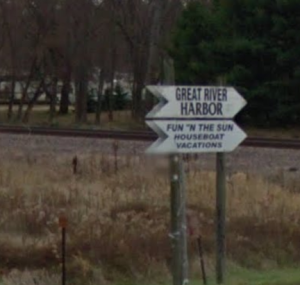 GREAT RIVER
HARBOR
FUN "N THE SUN
HOUSEBOAT
VACATIONS